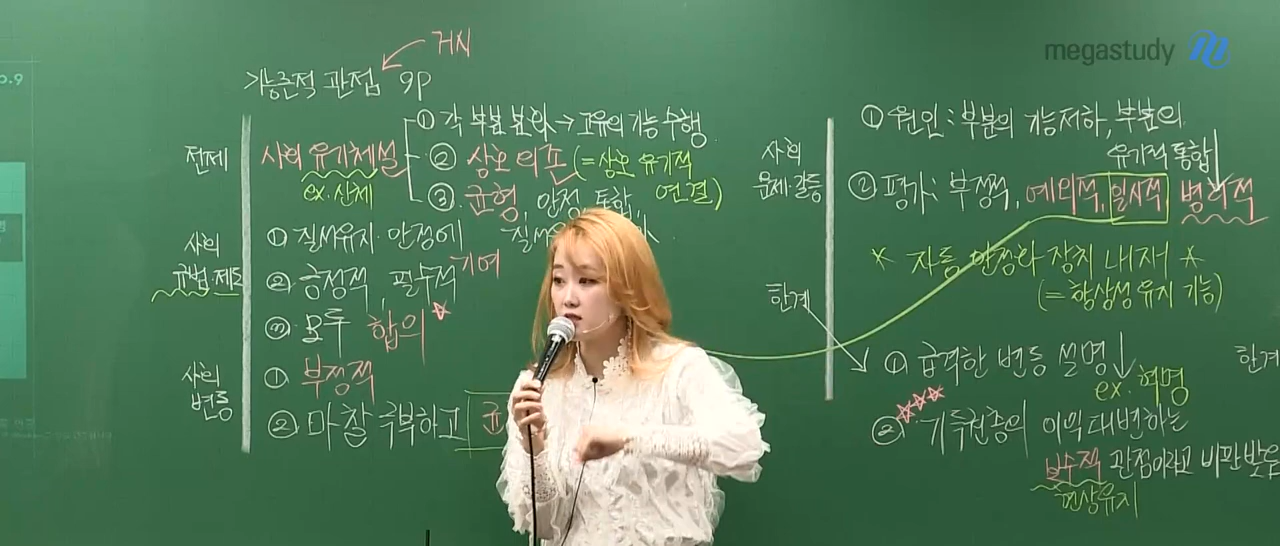 megastudy
거시
기능론적 관점 9p
전제
사회 유기체설
ex. 신체
① 각 부분 분화 → 고유의 기능 수행
② 상호 의존 (= 상호 유기적 연결)
③ 균형, 안정, 통합,
사회
규범·제도
① 질서유지·안정에 기여
② 긍정적, 필수적
③ 모두 합의 ☆
사회
변동
① 부정적
② 마찰 극복하고 균
사회
문제·갈등
① 원인 : 부분의 기능저하, 부분의
유기적 통합↓
② 평가 : 부정적, 예외적, 일시적, 병리적
☆ 자동 안정화 장치 내재 ☆
(= 항상성 유지 기능)
한계
① 급격한 변동 설명↓
ex. 혁명
☆☆☆
② 기득권층의 이익 대변하는
보수적 관점이라고 비판받음
현상유지
한계